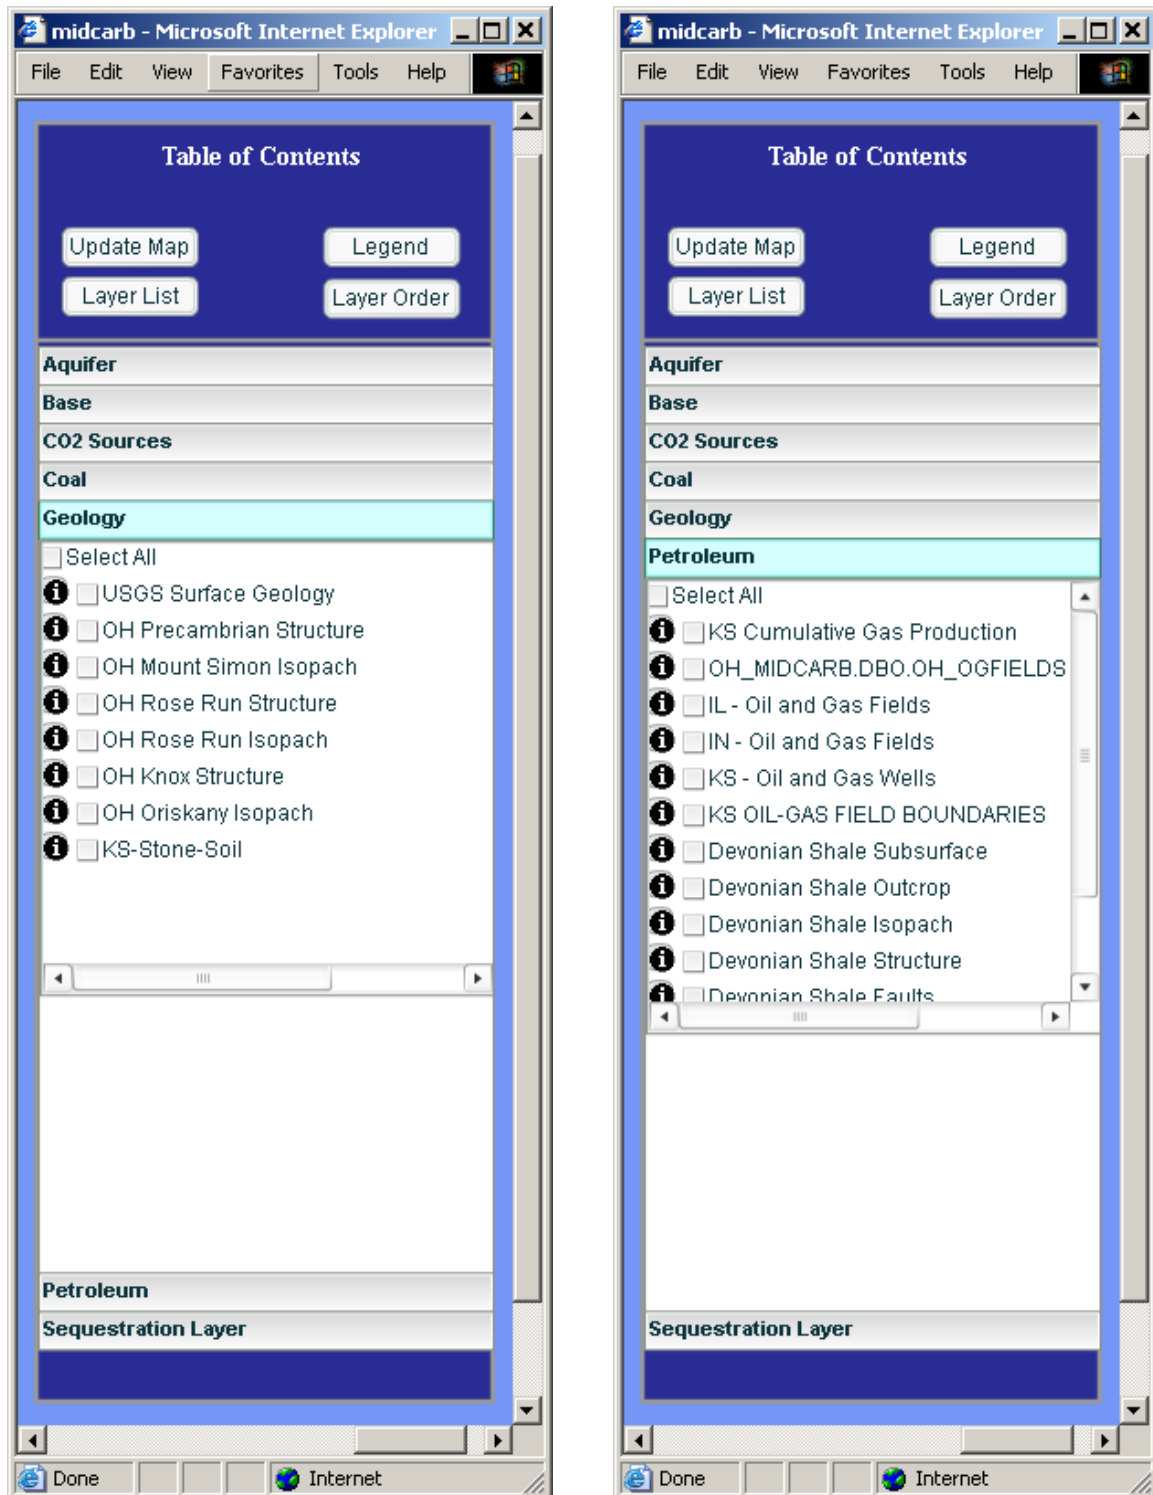 midcarb - Microsoft Internet Explorer
File Edit View Favorites Tools Help
Table of Contents
Update Map Legend
Layer List Layer Order
Aquifer
Base
CO2 Sources
Coal
Geology
Select All
USGS Surface Geology
OH Precambrian Structure
OH Mount Simon Isopach
OH Rose Run Structure
OH Rose Run Isopach
OH Knox Structure
OH Oriskany Isopach
KS-Stone-Soil
Petroleum
Sequestration Layer
Done Internet
midcarb - Microsoft Internet Explorer
File Edit View Favorites Tools Help
Table of Contents
Update Map Legend
Layer List Layer Order
Aquifer
Base
CO2 Sources
Coal
Geology
Petroleum
Select All
KS Cumulative Gas Production
OH_MIDCARB.DBO.OH_OGFIELDS
IL - Oil and Gas Fields
IN - Oil and Gas Fields
KS - Oil and Gas Wells
KS OIL-GAS FIELD BOUNDARIES
Devonian Shale Subsurface
Devonian Shale Outcrop
Devonian Shale Isopach
Devonian Shale Structure
Devonian Shale Faults
Sequestration Layer
Done Internet